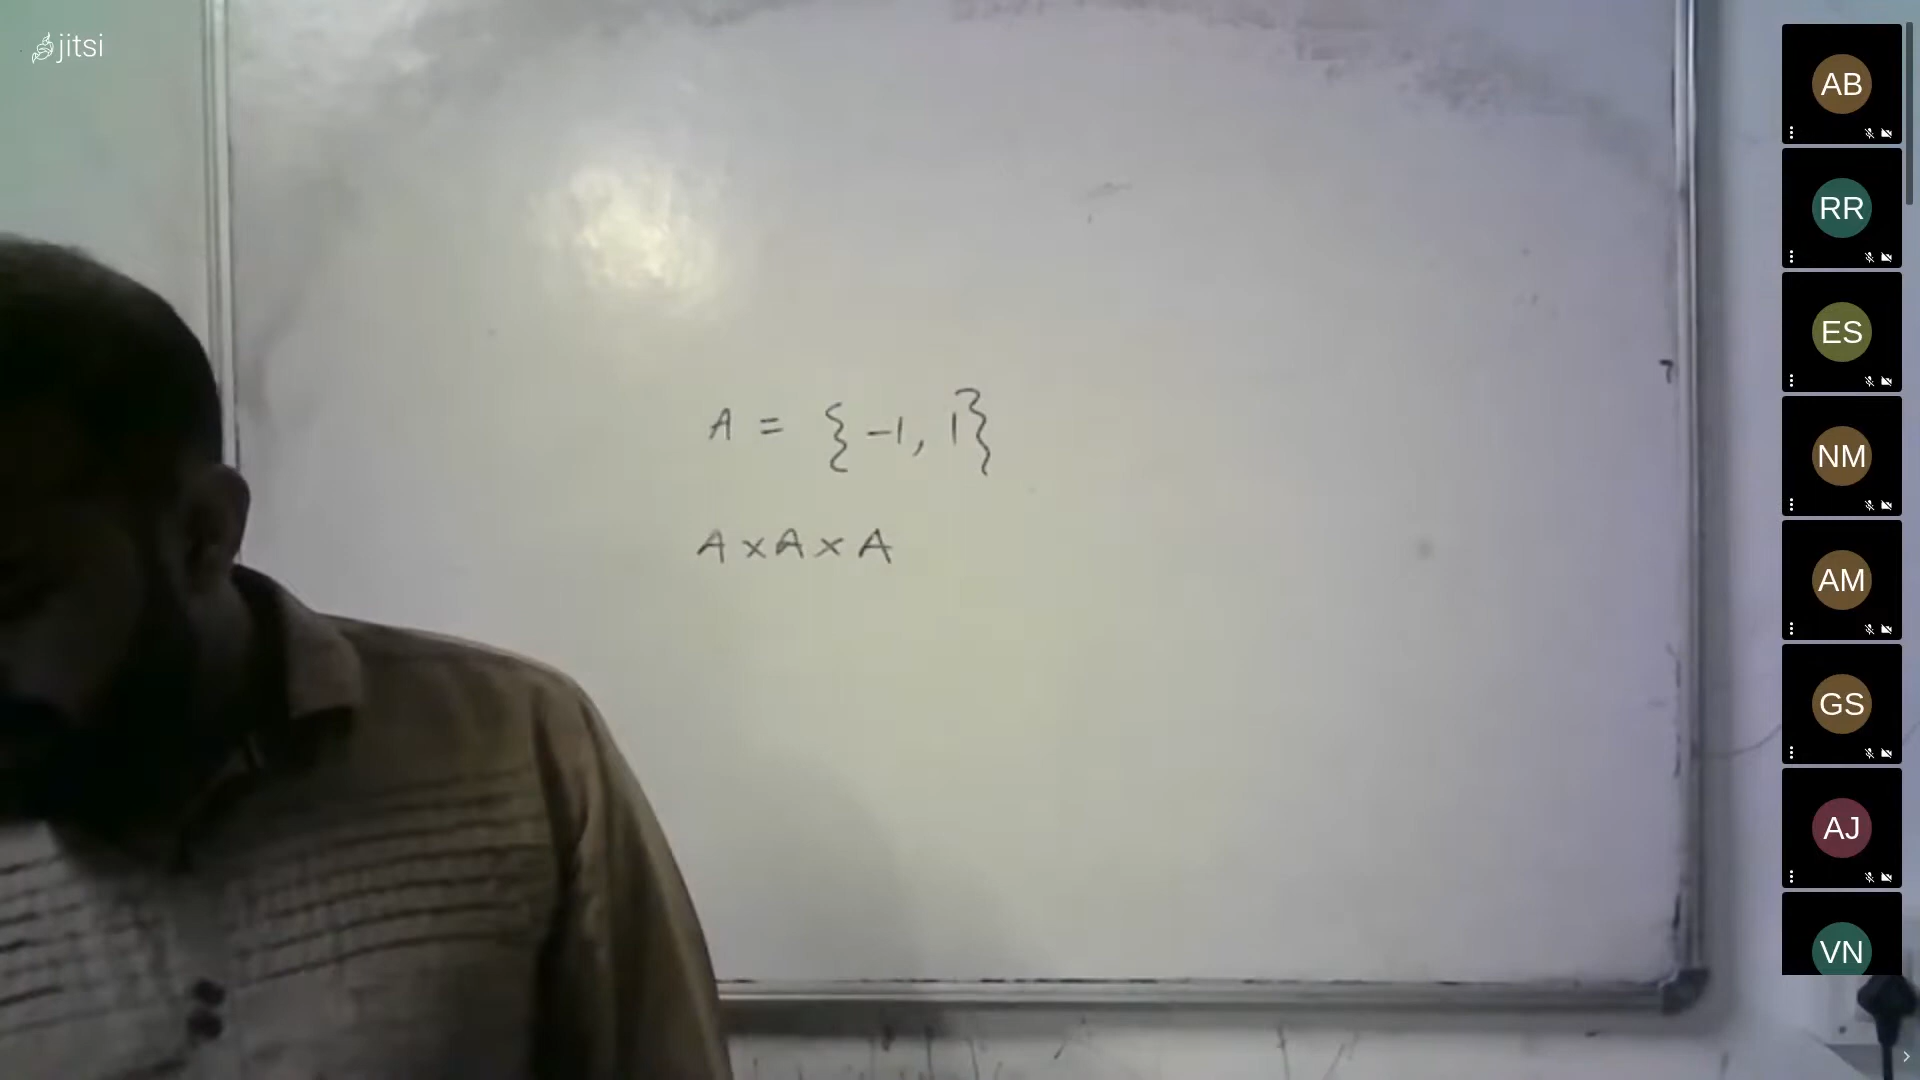 jitsi
A = {-1, 1}
A × A × A
AB
RR
ES
NM
AM
GS
AJ
VN